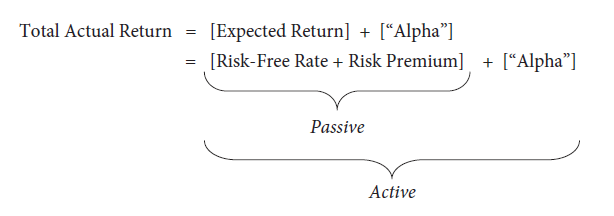 Total Actual Return = [Expected Return] + [“Alpha”]
= [Risk-Free Rate + Risk Premium] + [“Alpha”]
Passive
Active